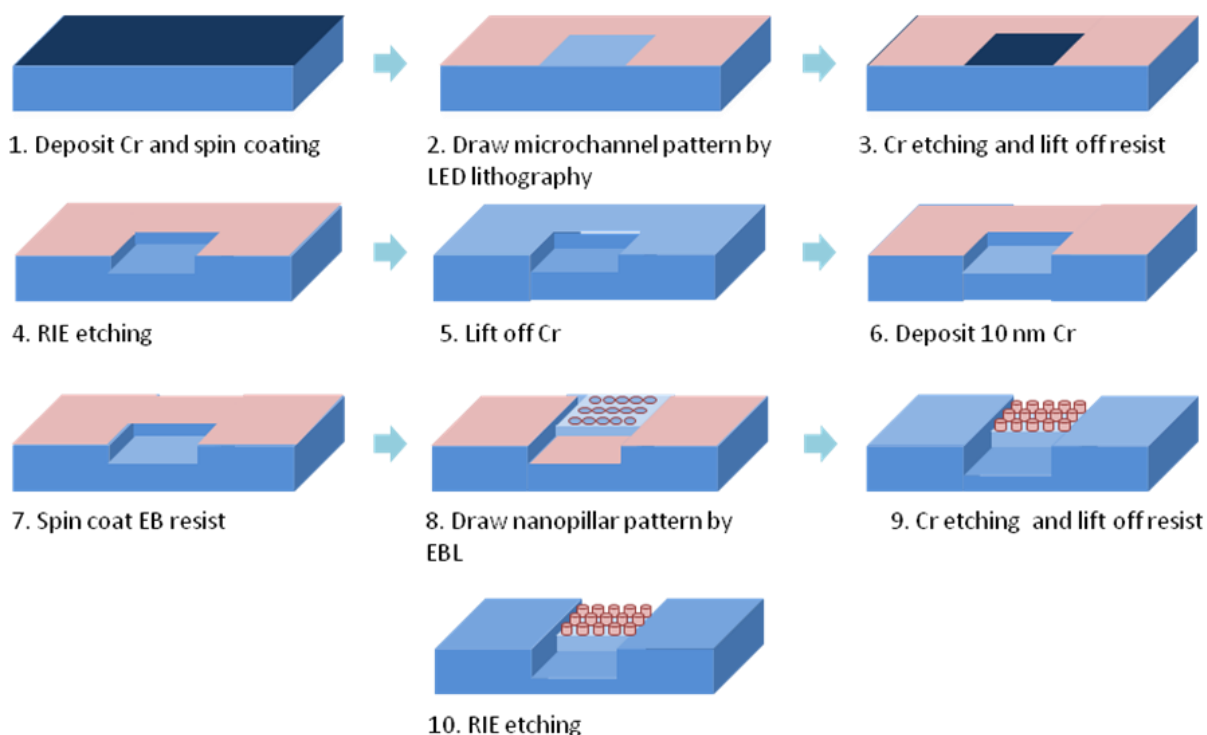 1. Deposit Cr and spin coating
2. Draw microchannel pattern by
LED lithography
3. Cr etching and lift off resist
4. RIE etching
5. Lift off Cr
6. Deposit 10 nm Cr
7. Spin coat EB resist
8. Draw nanopillar pattern by
EBL
9. Cr etching and lift off resist
10. RIE etching